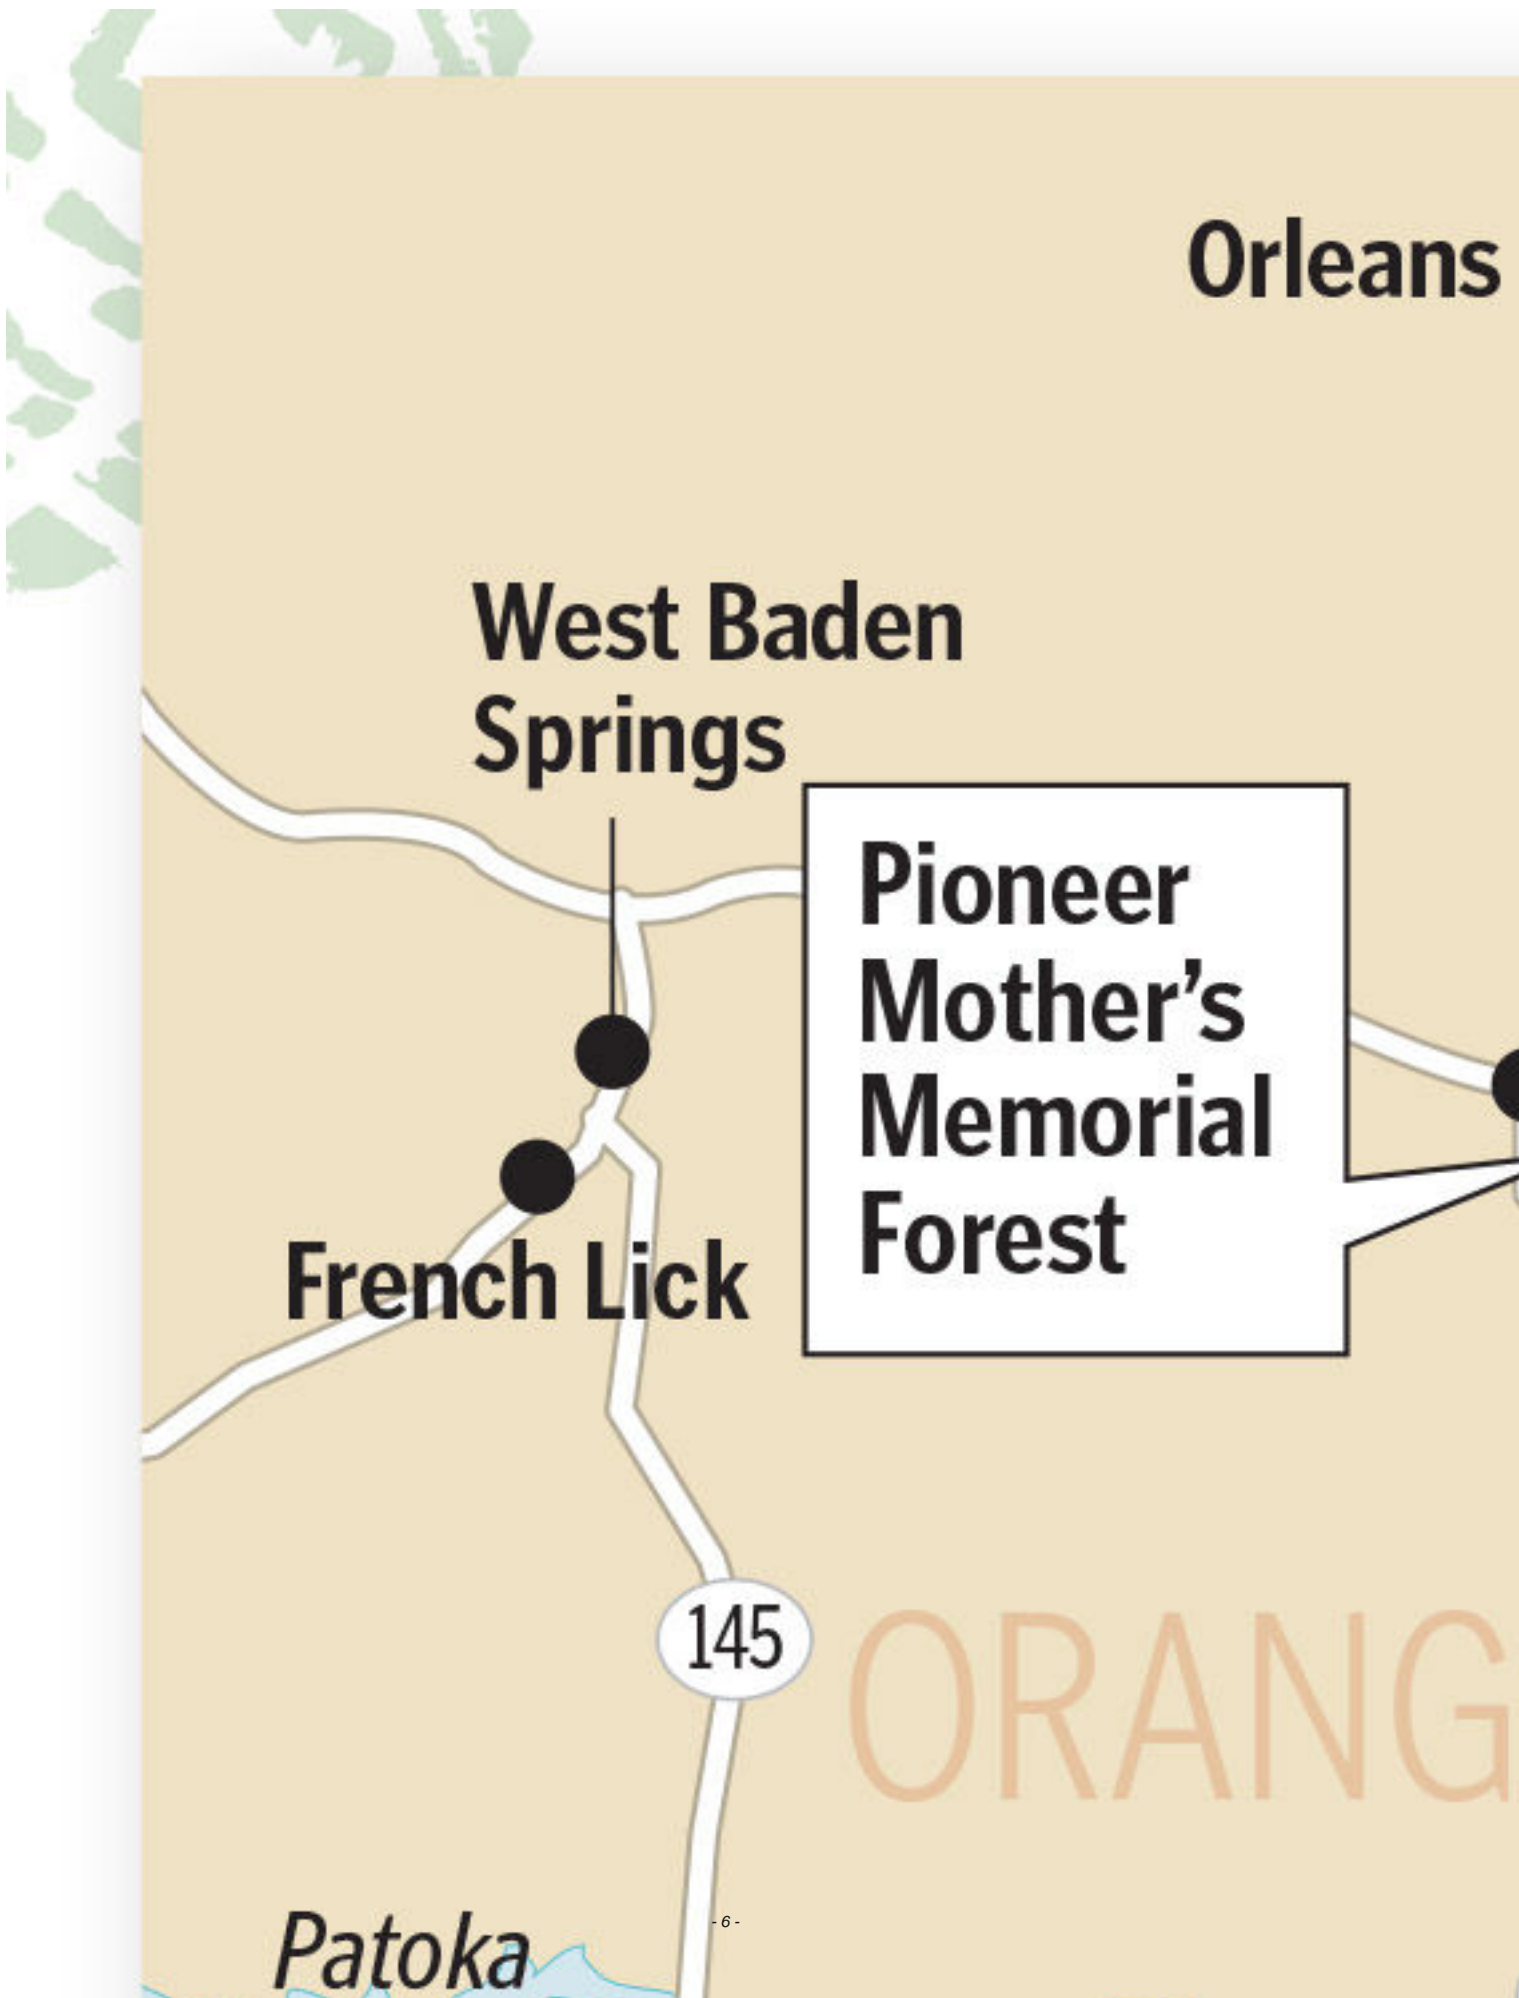 Orleans
West Baden
Springs
Pioneer
Mother’s
Memorial
Forest
French Lick
145
ORANG
- 6 -
Patoka